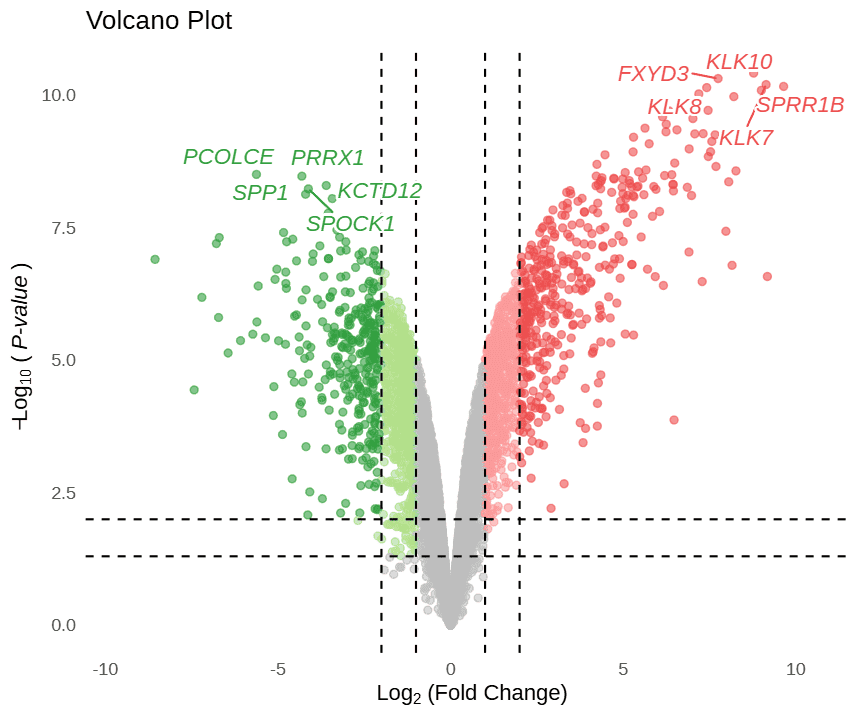 Volcano Plot
KLK10
FXYD3
10.0
KLK8
SPRR1B
KLK7
PCOLCE
PRRX1
SPP1
KCTD12
SPOCK1
7.5
5.0
2.5
0.0
−Log₁₀ ( P-value )
-10 -5 0 5 10
Log₂ (Fold Change)